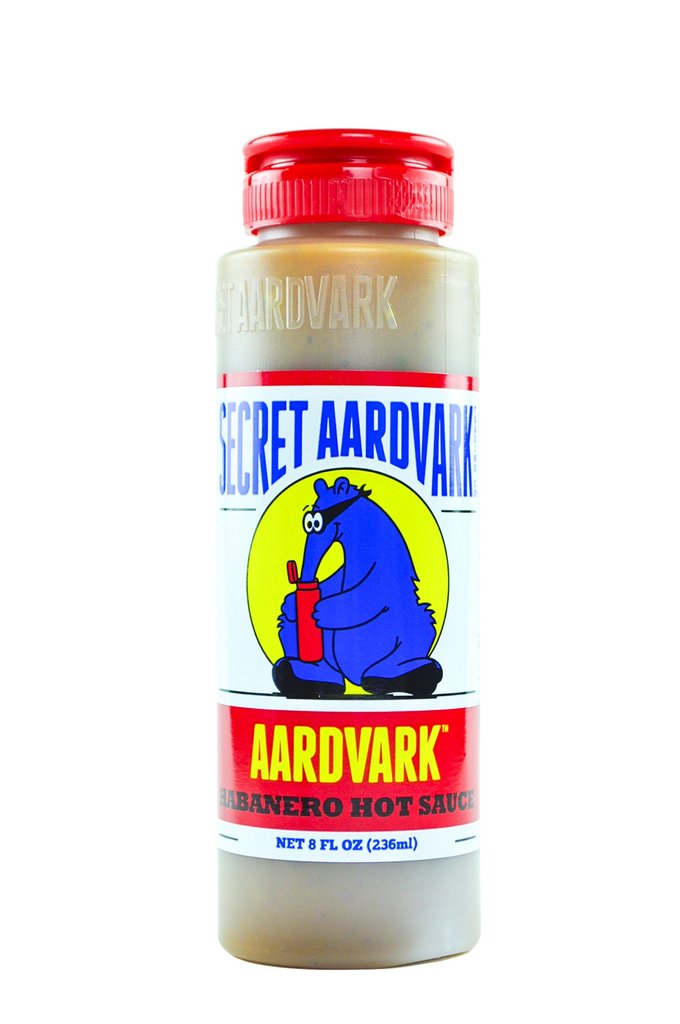 AARDVARK
SECRET AARDVARK
AARDVARK™
HABANERO HOT SAUCE
NET 8 FL OZ (236ml)